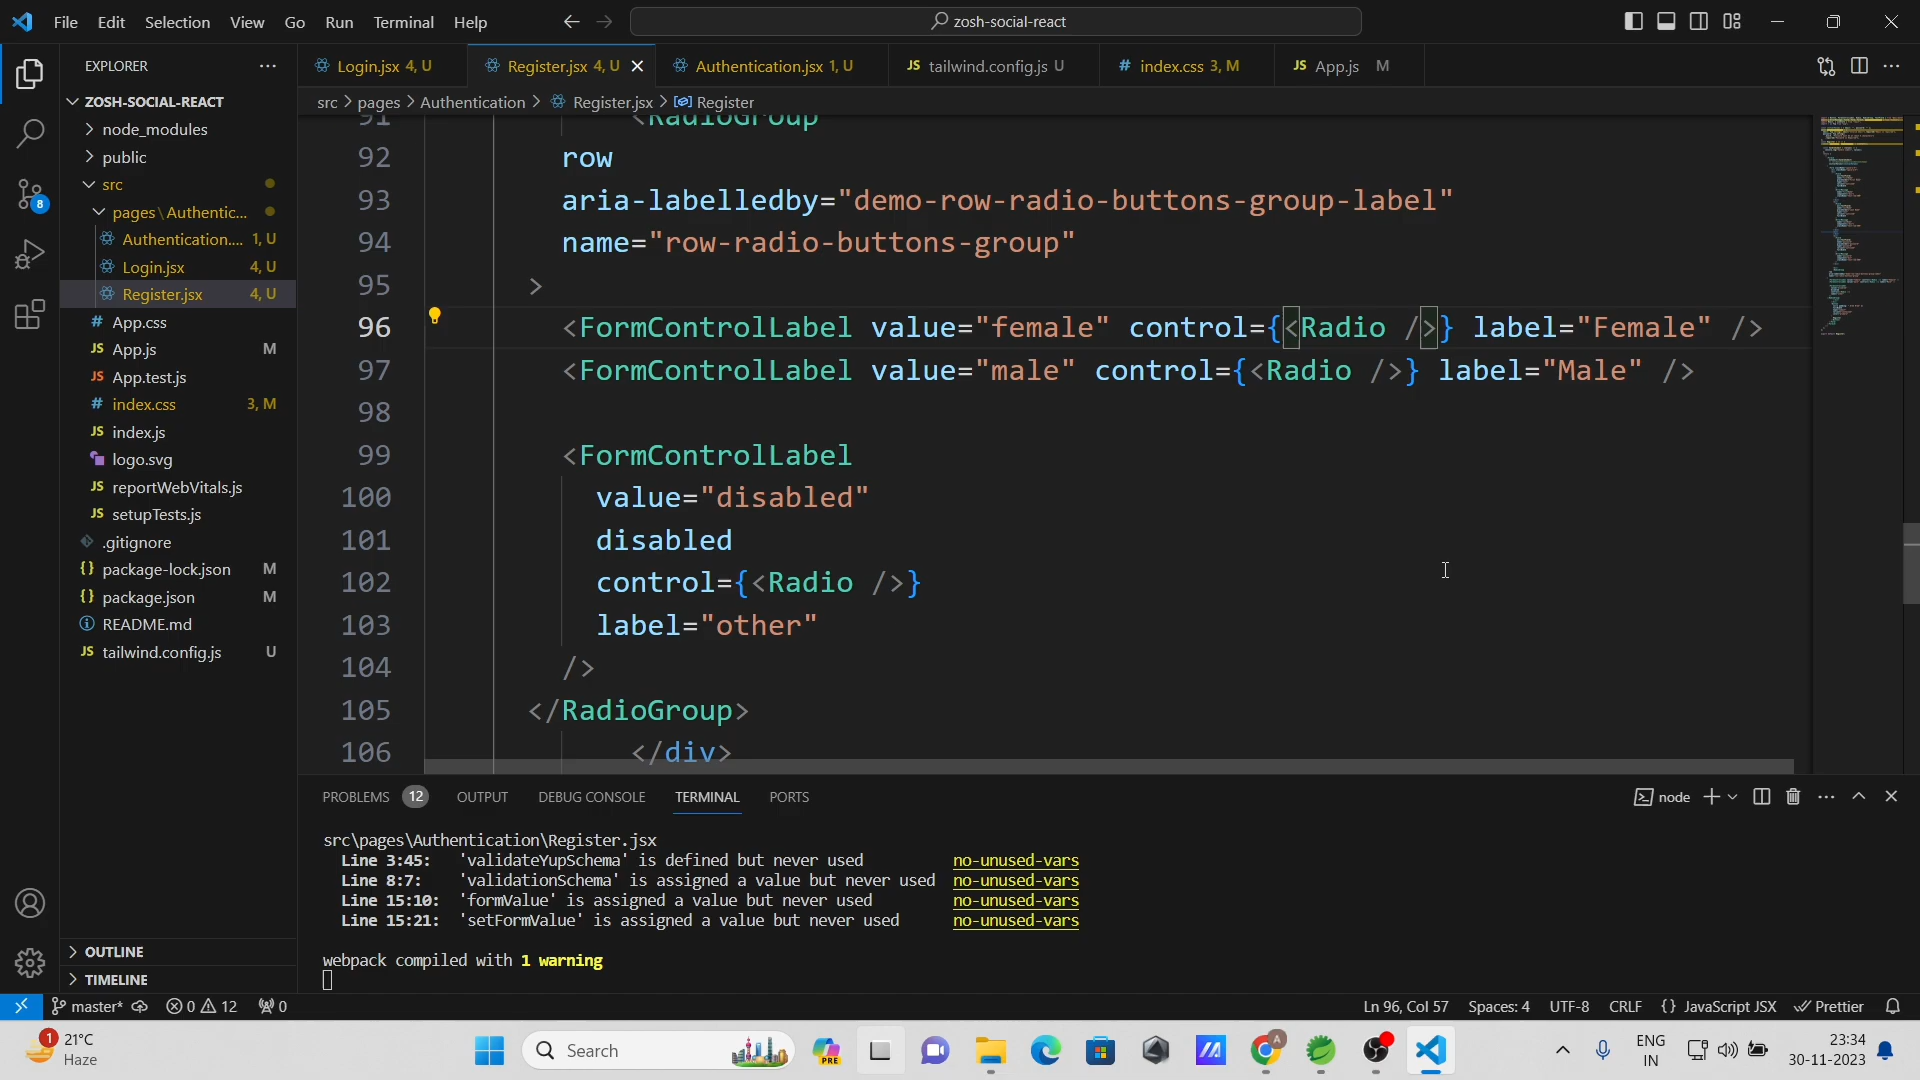 File Edit Selection View Go Run Terminal Help
zosh-social-react
EXPLORER
ZOSH-SOCIAL-REACT
node_modules
public
src
pages\Authentic...
Authentication.... 1, U
Login.jsx 4, U
Register.jsx 4, U
App.css
App.js M
App.test.js
index.css 3, M
index.js
logo.svg
reportWebVitals.js
setupTests.js
.gitignore
package-lock.json M
package.json M
README.md
tailwind.config.js U
OUTLINE
TIMELINE
8
Login.jsx 4, U
Register.jsx 4, U
Authentication.jsx 1, U
tailwind.config.js U
index.css 3, M
App.js M
src > pages > Authentication > Register.jsx > Register
91 <RadioGroup
92 row
93 aria-labelledby="demo-row-radio-buttons-group-label"
94 name="row-radio-buttons-group"
95 >
96 <FormControlLabel value="female" control={<Radio />} label="Female" />
97 <FormControlLabel value="male" control={<Radio />} label="Male" />
98
99 <FormControlLabel
100 value="disabled"
101 disabled
102 control={<Radio />}
103 label="other"
104 />
105 </RadioGroup>
106 </div>
PROBLEMS 12 OUTPUT DEBUG CONSOLE TERMINAL PORTS
node
src\pages\Authentication\Register.jsx
Line 3:45: 'validateYupSchema' is defined but never used no-unused-vars
Line 8:7: 'validationSchema' is assigned a value but never used no-unused-vars
Line 15:10: 'formValue' is assigned a value but never used no-unused-vars
Line 15:21: 'setFormValue' is assigned a value but never used no-unused-vars
webpack compiled with 1 warning
master* 0 12 0
Ln 96, Col 57 Spaces: 4 UTF-8 CRLF {} JavaScript JSX Prettier
1
21°C
Haze
Search
PRE
A
ENG
IN
23:34
30-11-2023